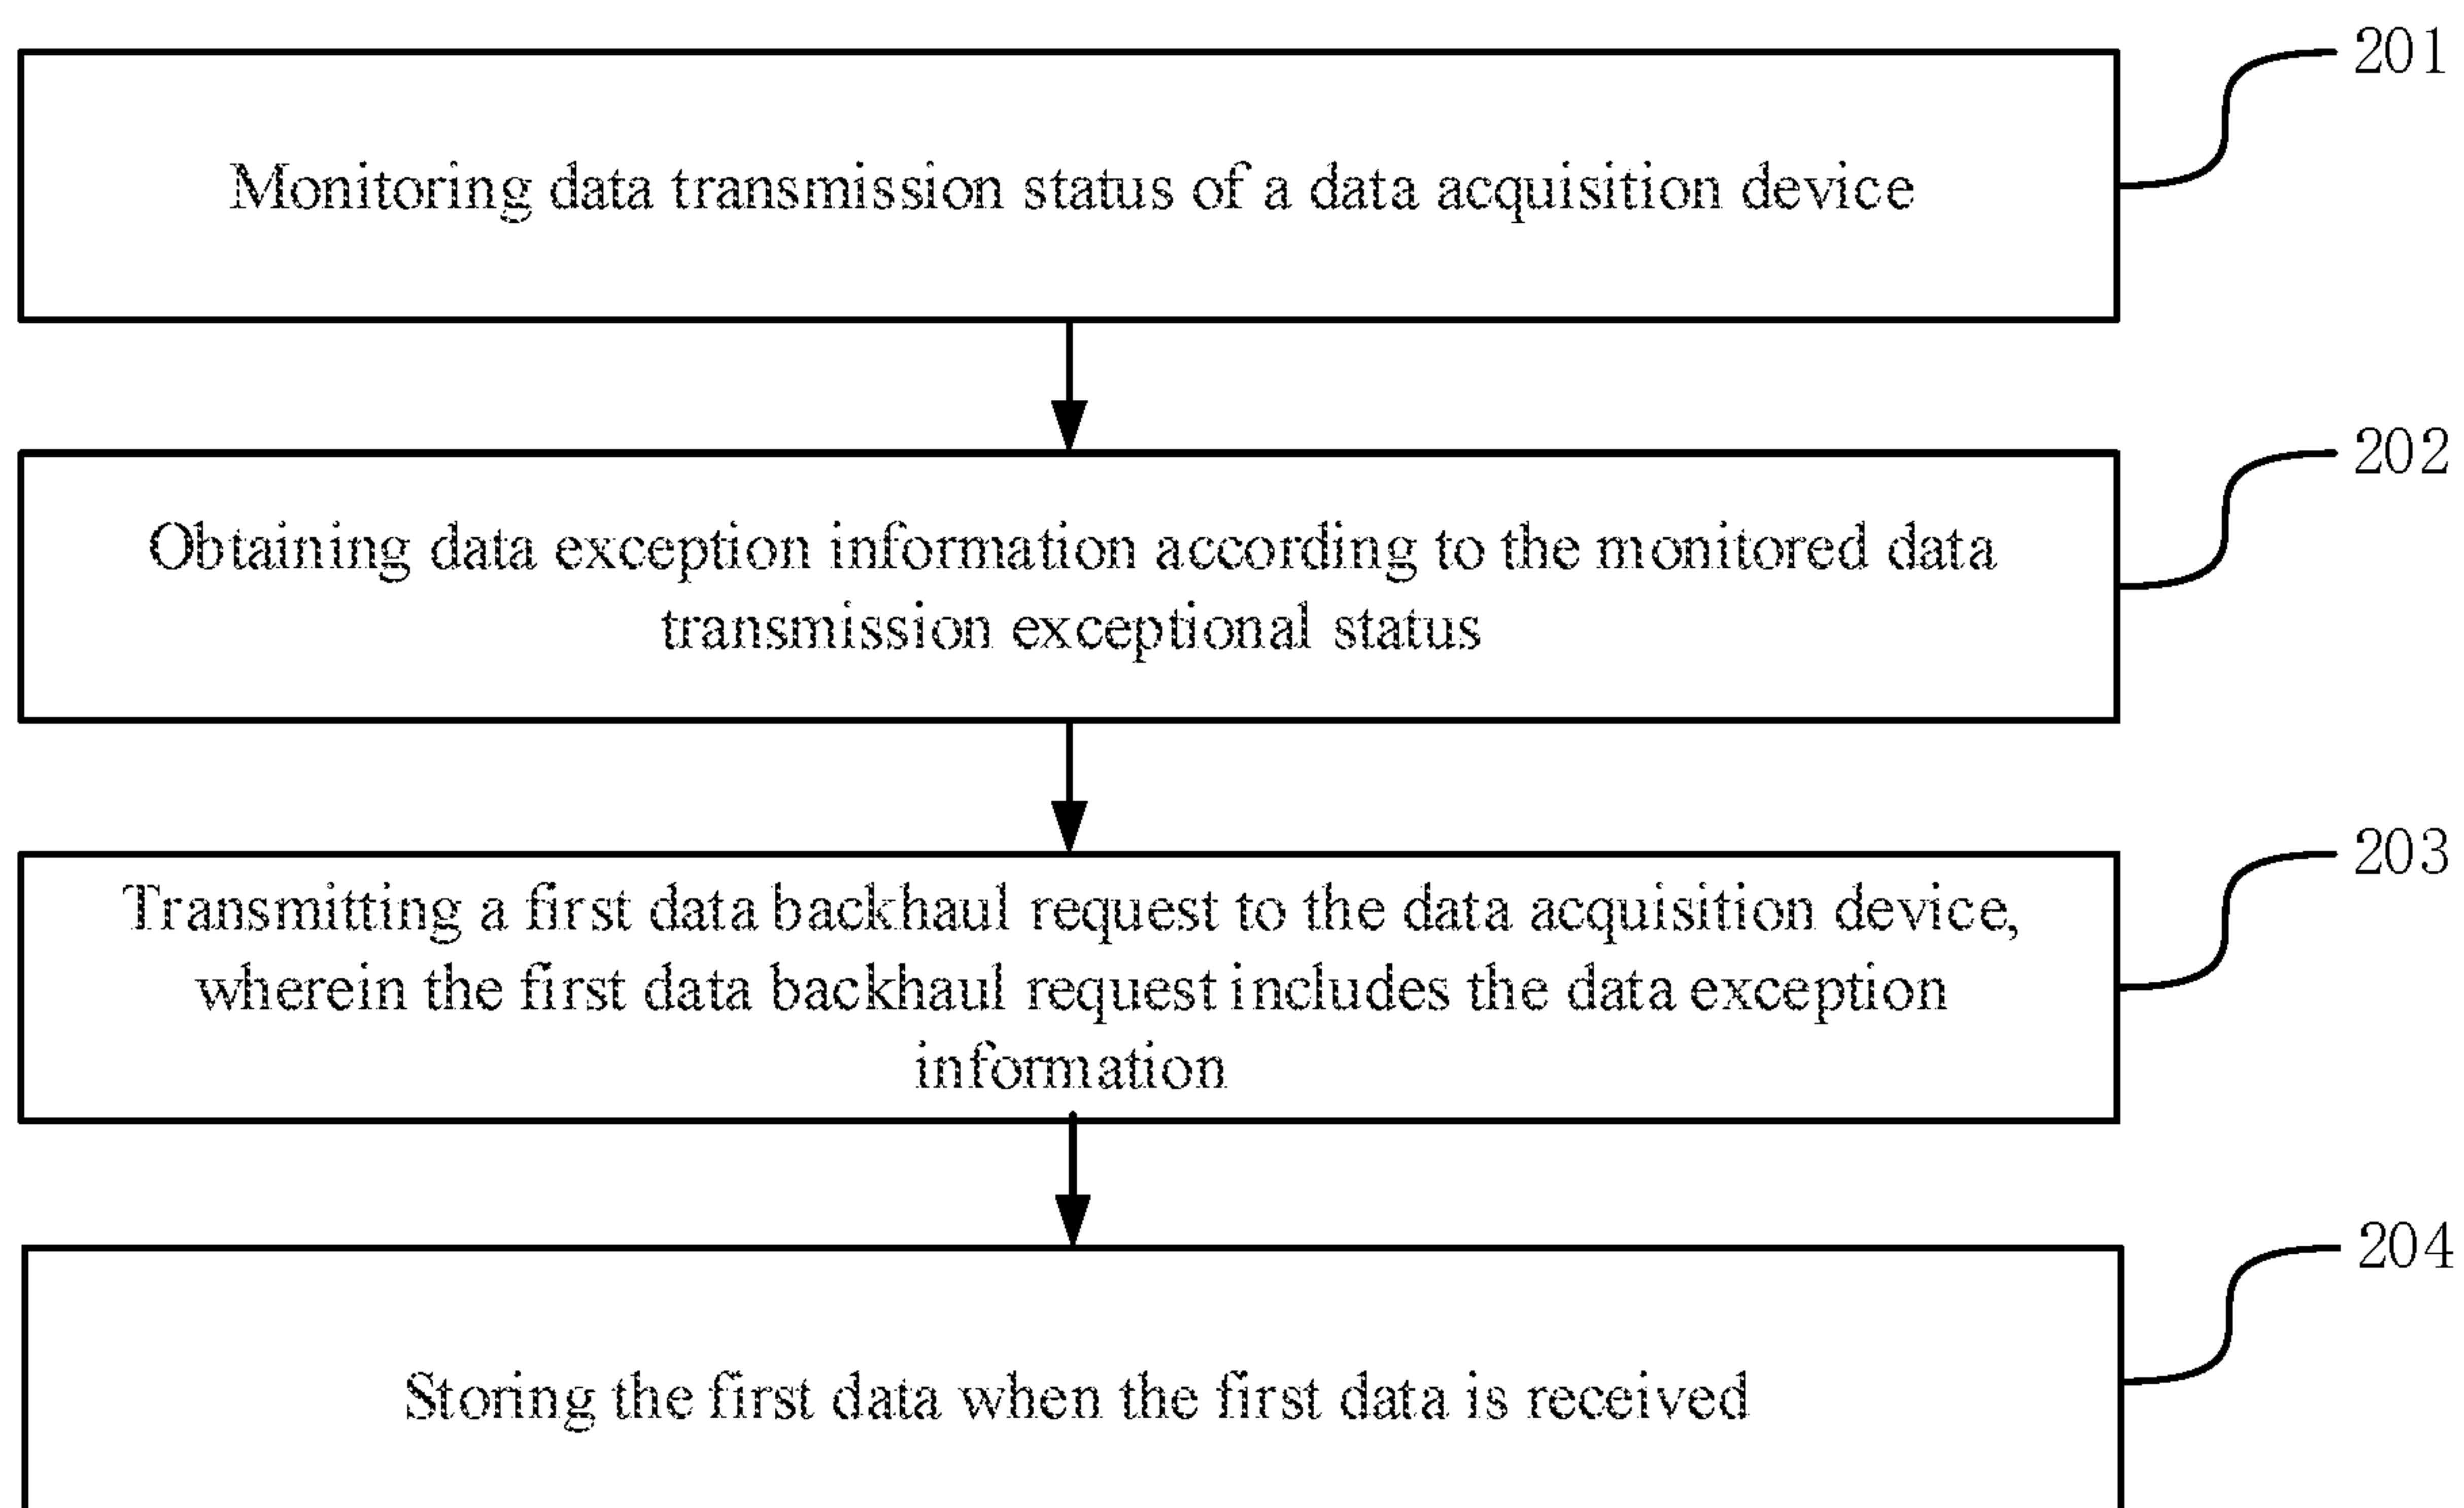 201
Monitoring data transmission status of a data acquisition device
202
Obtaining data exception information according to the monitored data
transmission exceptional status
203
Transmitting a first data backhaul request to the data acquisition device,
wherein the first data backhaul request includes the data exception
information
204
Storing the first data when the first data is received